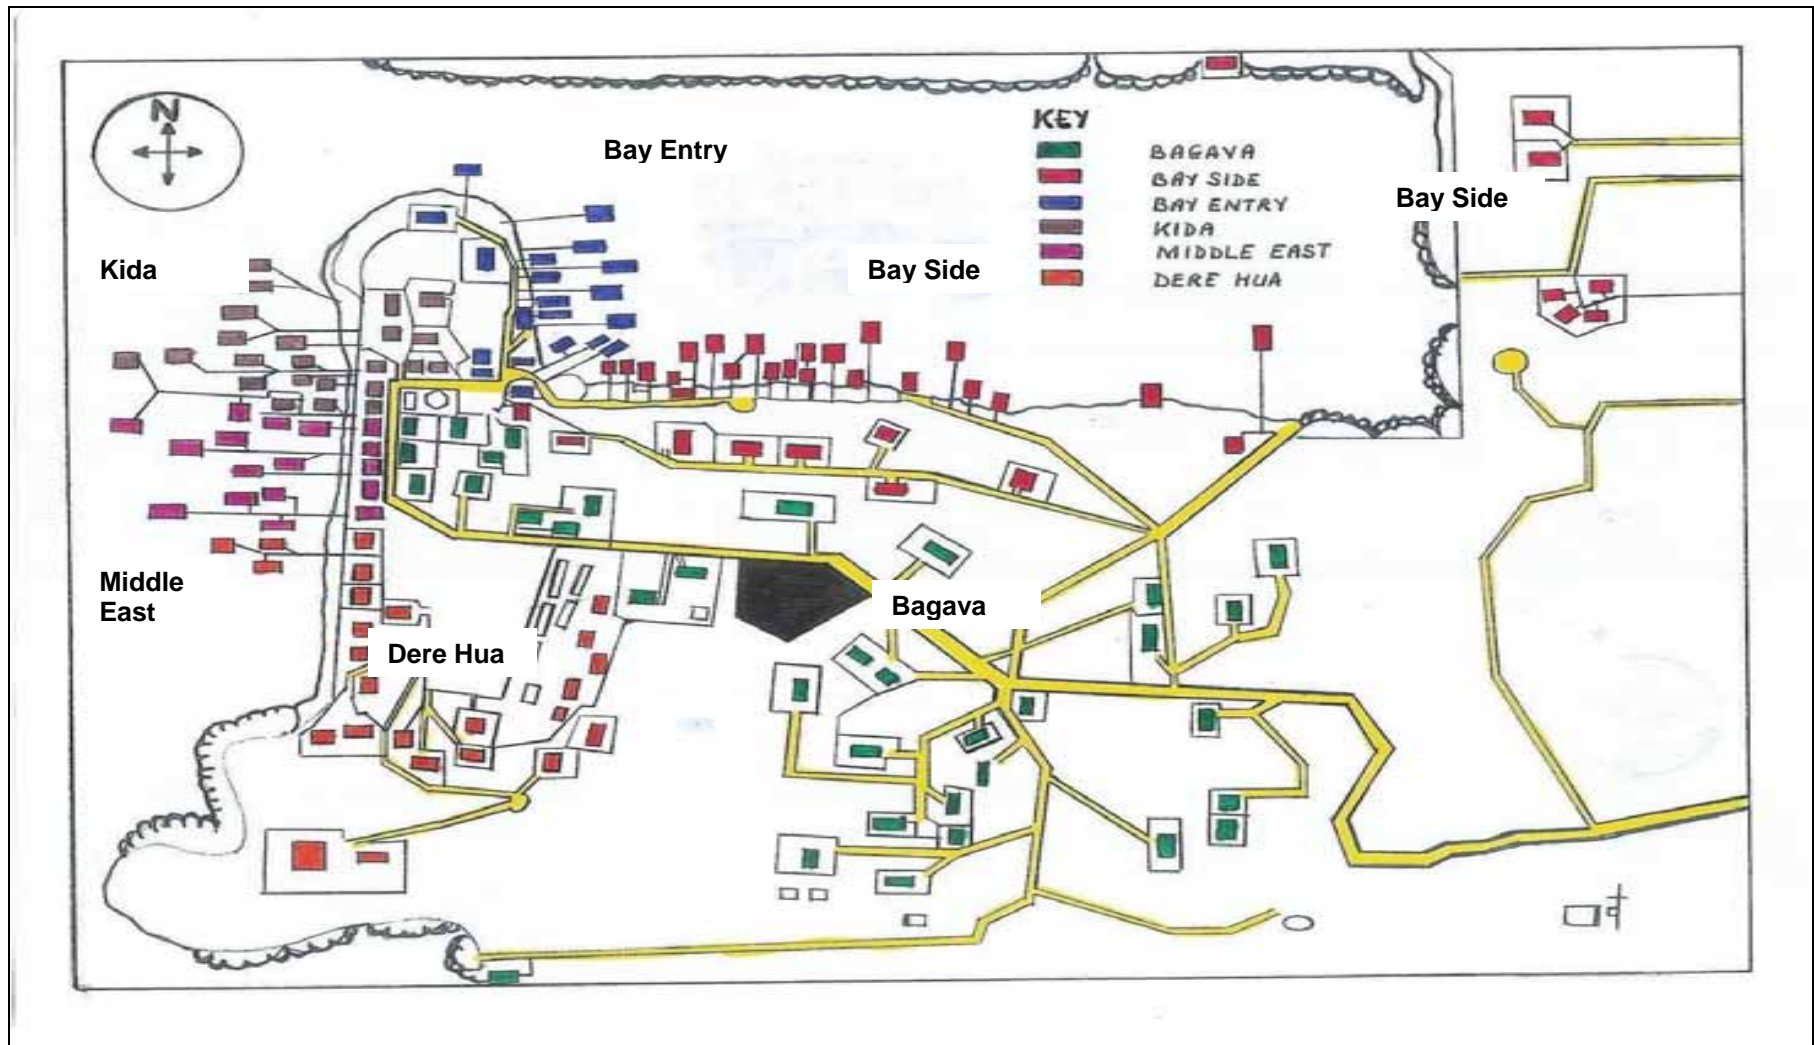 N
Bay Entry
KEY
BAGAVA
BAY SIDE
BAY ENTRY
KIDA
MIDDLE EAST
DERE HUA
Bay Side
Kida
Bay Side
Middle
East
Bagava
Dere Hua